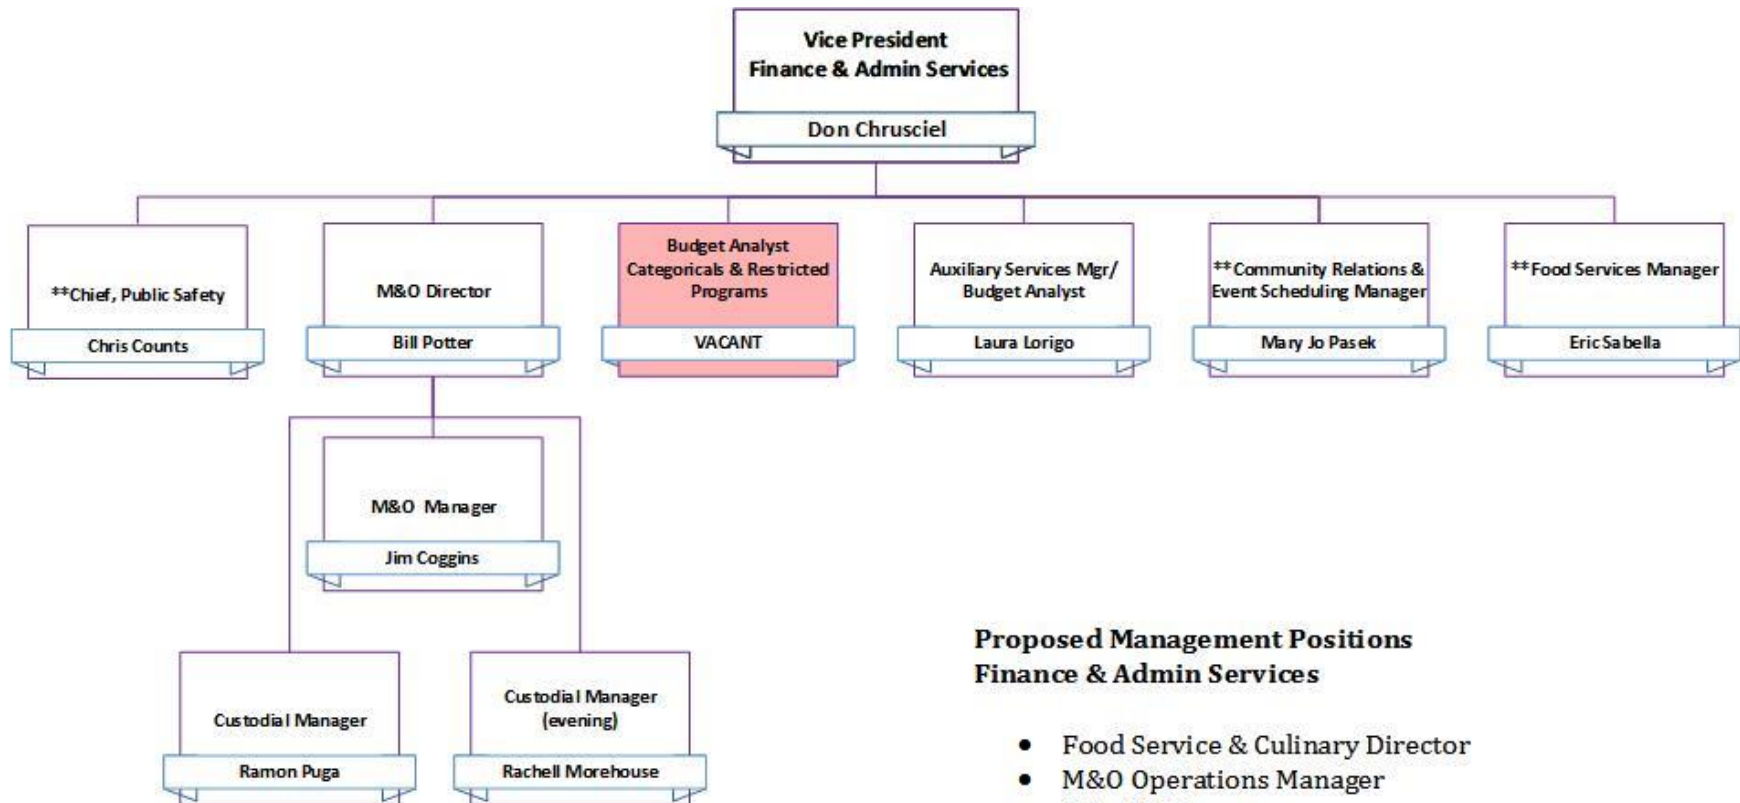 Vice President
Finance & Admin Services
Don Chrusciel
**Chief, Public Safety
Chris Counts
M&O Director
Bill Potter
Budget Analyst
Categoricals & Restricted
Programs
VACANT
Auxiliary Services Mgr/
Budget Analyst
Laura Lorigo
**Community Relations &
Event Scheduling Manager
Mary Jo Pasek
**Food Services Manager
Eric Sabella
M&O Manager
Jim Coggins
Custodial Manager
Ramon Puga
Custodial Manager
(evening)
Rachell Morehouse
Proposed Management Positions
Finance & Admin Services
• Food Service & Culinary Director
• M&O Operations Manager